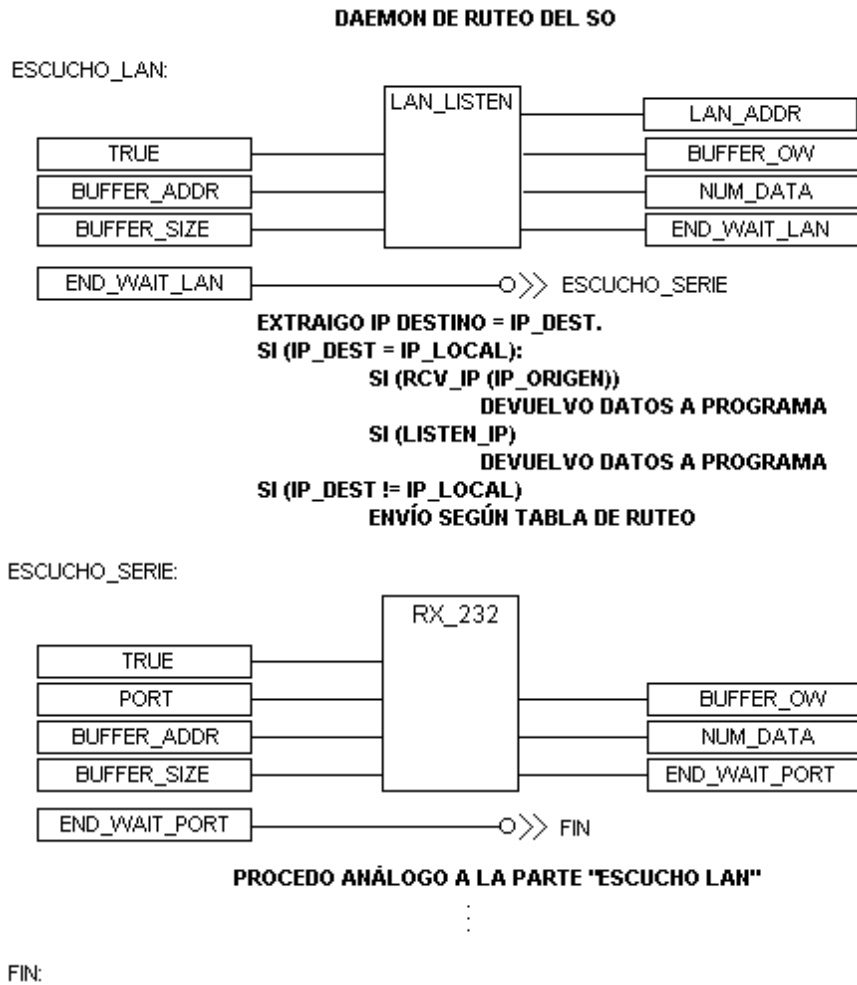 DAEMON DE RUTEO DEL SO
ESCUCHO_LAN:
LAN_LISTEN
LAN_ADDR
TRUE
BUFFER_OVV
BUFFER_ADDR
NUM_DATA
BUFFER_SIZE
END_WAIT_LAN
END_WAIT_LAN
ESCUCHO_SERIE
EXTRAIGO IP DESTINO = IP_DEST.
SI (IP_DEST = IP_LOCAL):
SI (RCV_IP (IP_ORIGEN))
DEVUELVO DATOS A PROGRAMA
SI (LISTEN_IP)
DEVUELVO DATOS A PROGRAMA
SI (IP_DEST != IP_LOCAL)
ENVÍO SEGÚN TABLA DE RUTEO
ESCUCHO_SERIE:
RX_232
TRUE
PORT
BUFFER_OVV
BUFFER_ADDR
NUM_DATA
BUFFER_SIZE
END_WAIT_PORT
END_WAIT_PORT
FIN
PROCEDO ANÁLOGO A LA PARTE "ESCUCHO LAN"
FIN: